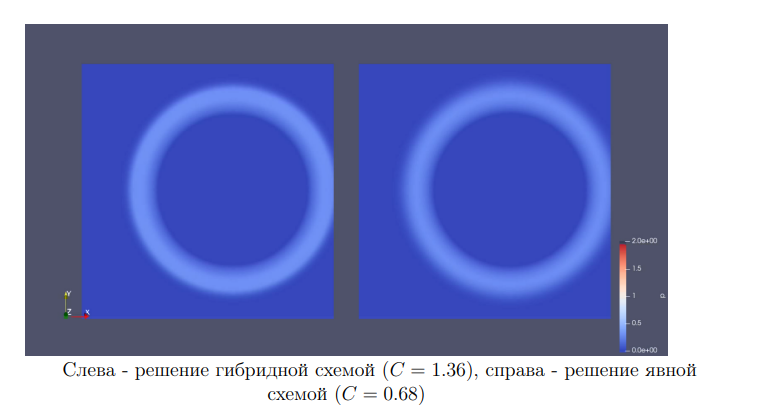 2.0e+00
1.5
1
p
0.5
0.0e+00
Y
Z X
Слева - решение гибридной схемой (C = 1.36), справа - решение явной
схемой (C = 0.68)